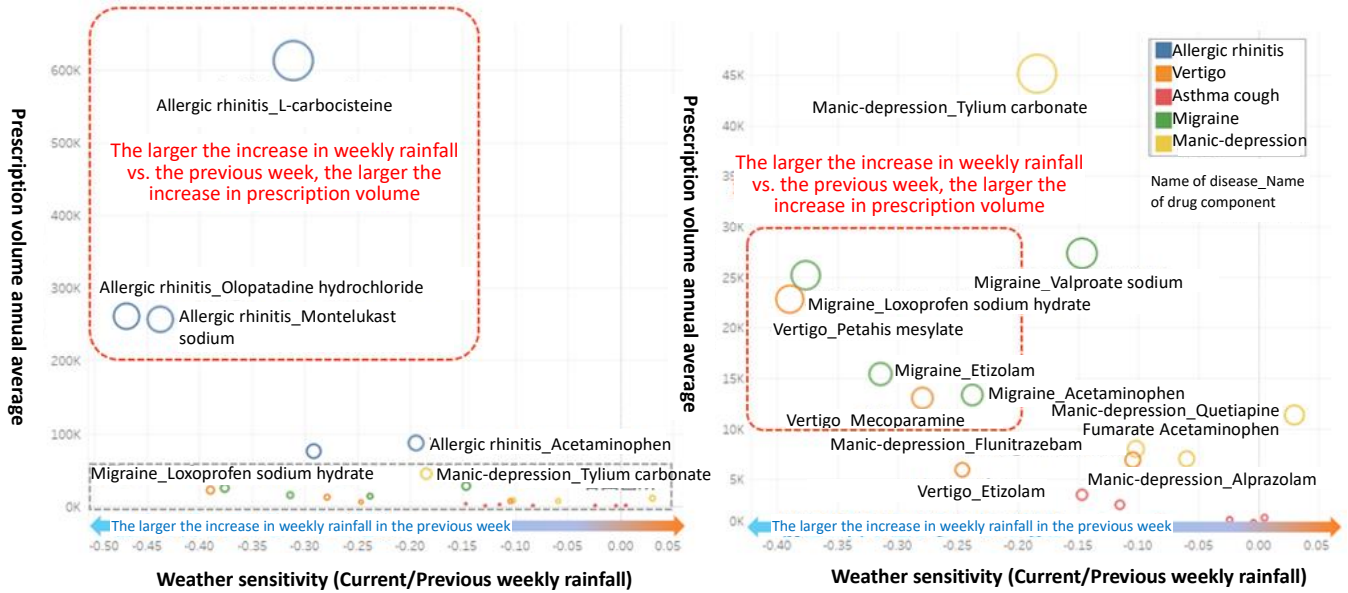 Prescription volume annual average
600K
500K
400K
300K
200K
100K
0K
Allergic rhinitis_L-carbocisteine
The larger the increase in weekly rainfall
vs. the previous week, the larger the
increase in prescription volume
Allergic rhinitis_Olopatadine hydrochloride
Allergic rhinitis_Montelukast
sodium
Allergic rhinitis_Acetaminophen
Migraine_Loxoprofen sodium hydrate
Manic-depression_Tylium carbonate
The larger the increase in weekly rainfall in the previous week
-0.50 -0.45 -0.40 -0.35 -0.30 -0.25 -0.20 -0.15 -0.10 -0.05 0.00 0.05
Weather sensitivity (Current/Previous weekly rainfall)
Prescription volume annual average
45K
40K
30K
25K
20K
15K
10K
5K
0K
Allergic rhinitis
Vertigo
Asthma cough
Migraine
Manic-depression
Name of disease_Name
of drug component
Manic-depression_Tylium carbonate
The larger the increase in weekly rainfall
vs. the previous week, the larger the
increase in prescription volume
Migraine_Valproate sodium
Migraine_Loxoprofen sodium hydrate
Vertigo_Petahis mesylate
Migraine_Etizolam
Migraine_Acetaminophen
Manic-depression_Quetiapine
Vertigo_Mecoparamine
Fumarate Acetaminophen
Manic-depression_Flunitrazebam
Manic-depression_Alprazolam
Vertigo_Etizolam
The larger the increase in weekly rainfall in the previous week
-0.40 -0.35 -0.30 -0.25 -0.20 -0.15 -0.10 -0.05 0.00 0.05
Weather sensitivity (Current/Previous weekly rainfall)